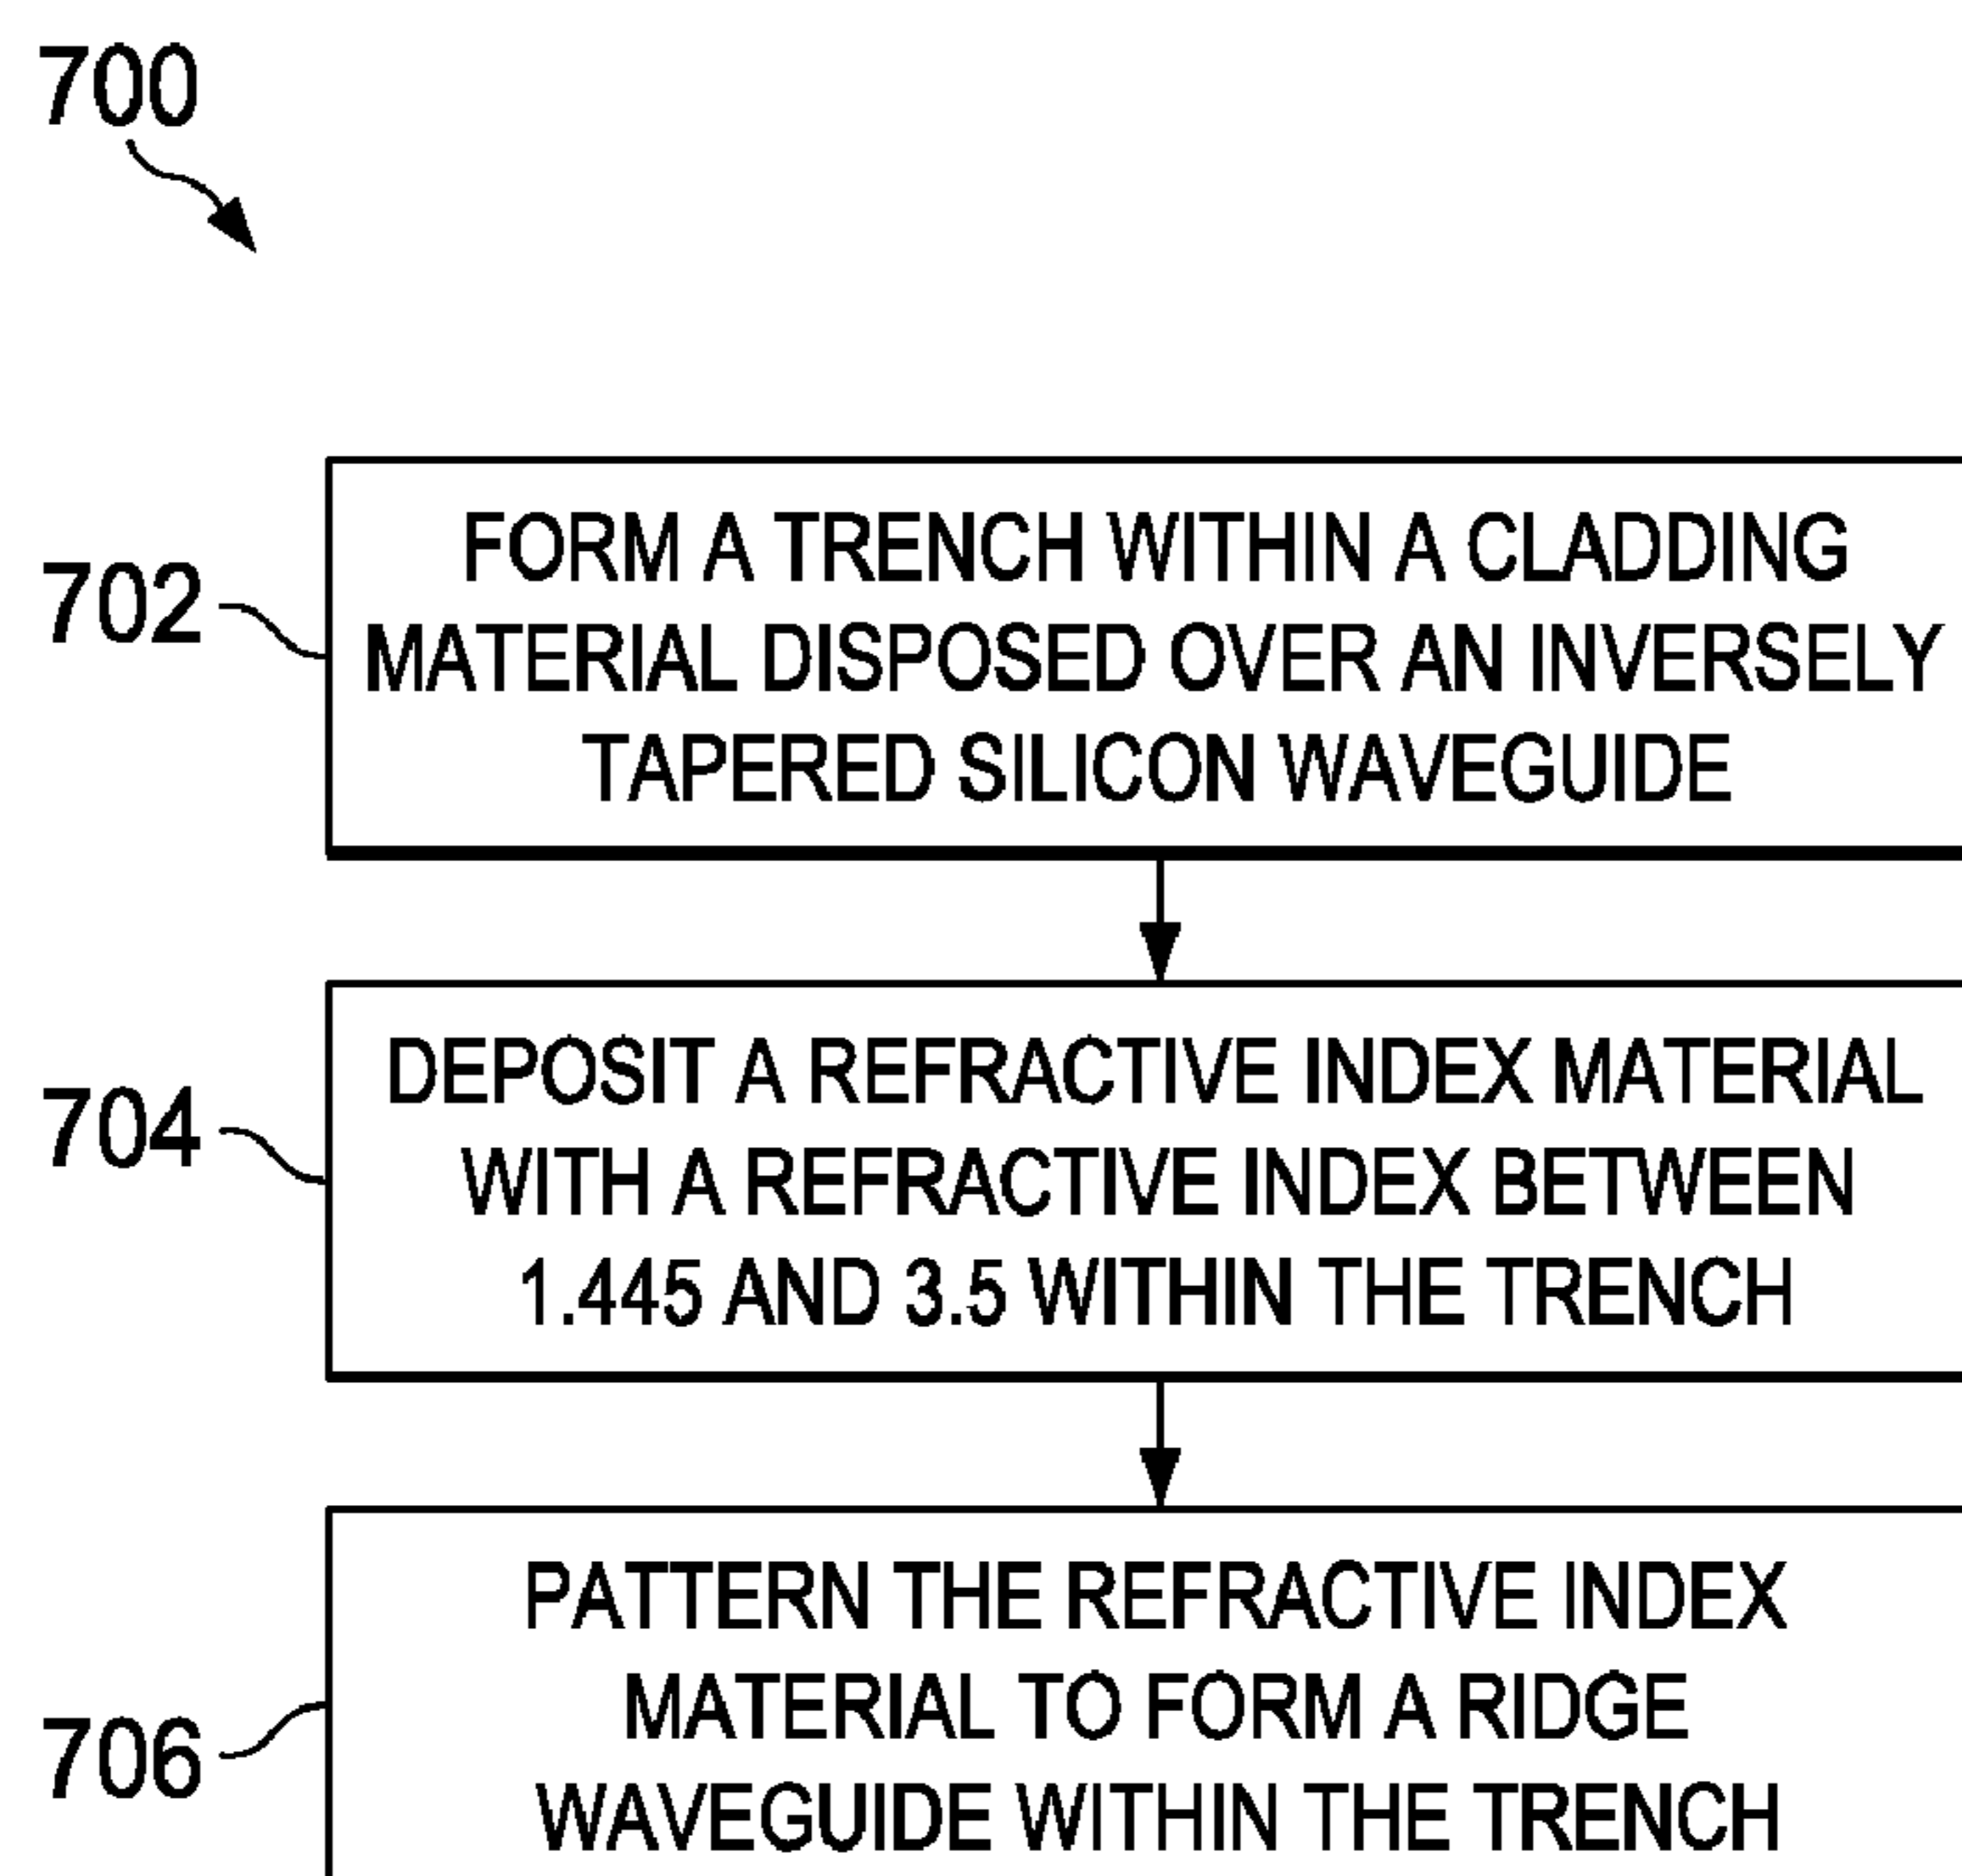 700
702
FORM A TRENCH WITHIN A CLADDING
MATERIAL DISPOSED OVER AN INVERSELY
TAPERED SILICON WAVEGUIDE
704
DEPOSIT A REFRACTIVE INDEX MATERIAL
WITH A REFRACTIVE INDEX BETWEEN
1.445 AND 3.5 WITHIN THE TRENCH
706
PATTERN THE REFRACTIVE INDEX
MATERIAL TO FORM A RIDGE
WAVEGUIDE WITHIN THE TRENCH